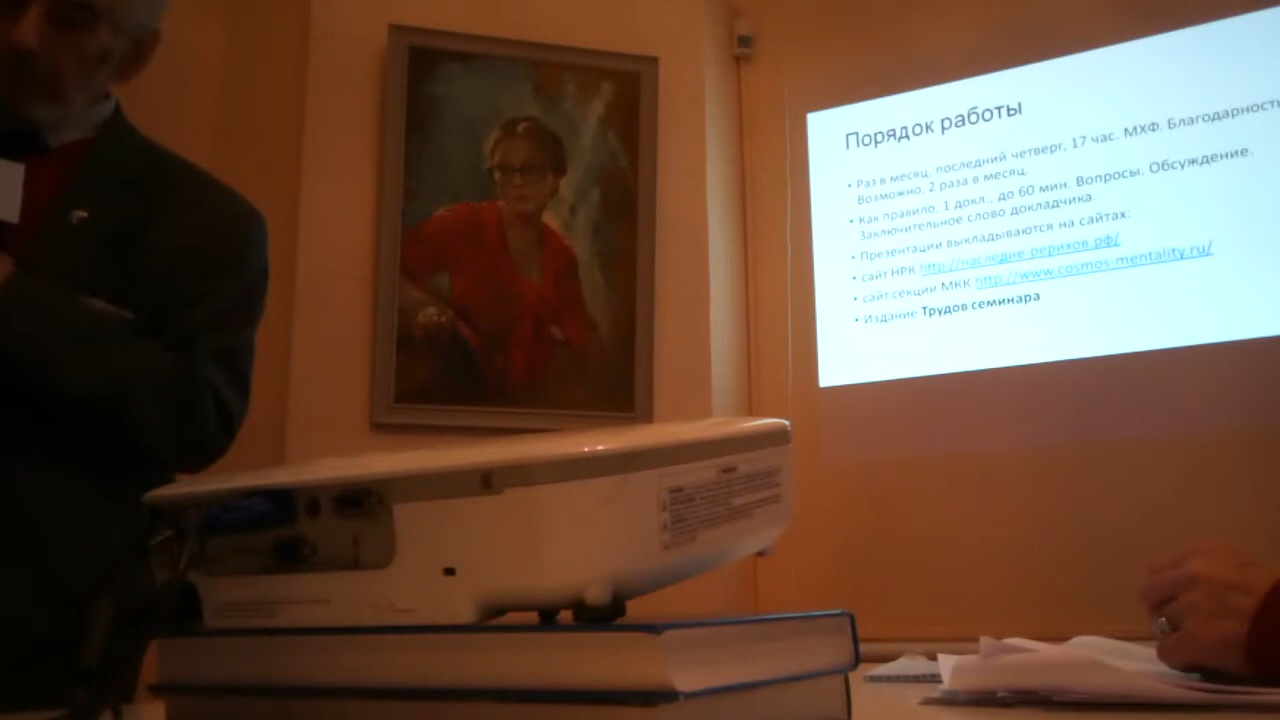 Порядок работы
• Раз в месяц, последний четверг, 17 час. МХФ. Благодарность
Возможно, 2 раза в месяц.
• Как правило, 1 докл., до 60 мин. Вопросы. Обсуждение.
Заключительное слово докладчика.
• Презентации выкладываются на сайтах:
• сайт НРК http://наследие-рерихов.рф/
• сайт секции МКК http://www.cosmos-mentality.ru/
• Издание Трудов семинара